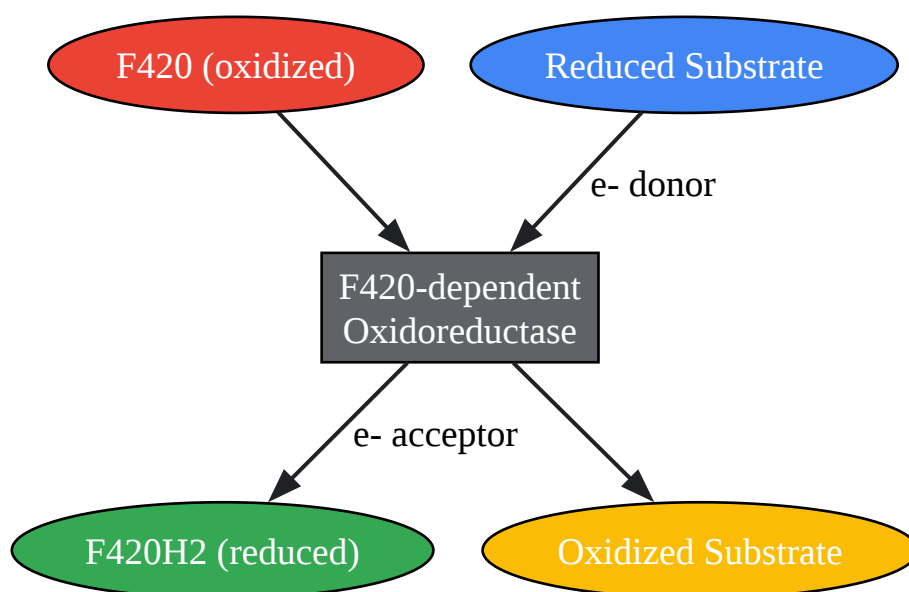 F420 (oxidized)
Reduced Substrate
e- donor
F420-dependent
Oxidoreductase
e- acceptor
F420H2 (reduced)
Oxidized Substrate